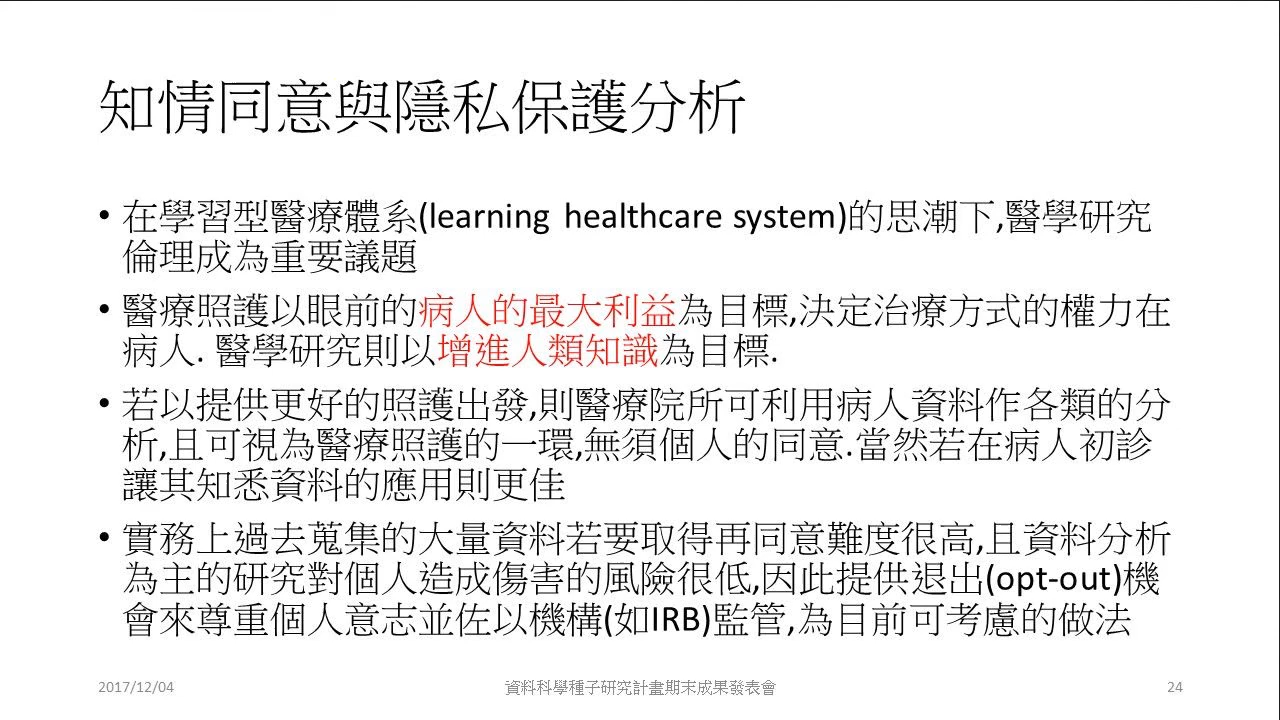 知情同意與隱私保護分析
• 在學習型醫療體系(learning healthcare system)的思潮下,醫學研究
倫理成為重要議題
• 醫療照護以眼前的病人的最大利益為目標,決定治療方式的權力在
病人. 醫學研究則以增進人類知識為目標.
• 若以提供更好的照護出發,則醫療院所可利用病人資料作各類的分
析,且可視為醫療照護的一環,無須個人的同意.當然若在病人初診
讓其知悉資料的應用則更佳
• 實務上過去蒐集的大量資料若要取得再同意難度很高,且資料分析
為主的研究對個人造成傷害的風險很低,因此提供退出(opt-out)機
會來尊重個人意志並佐以機構(如IRB)監管,為目前可考慮的做法
2017/12/04
資料科學種子研究計畫期末成果發表會
24